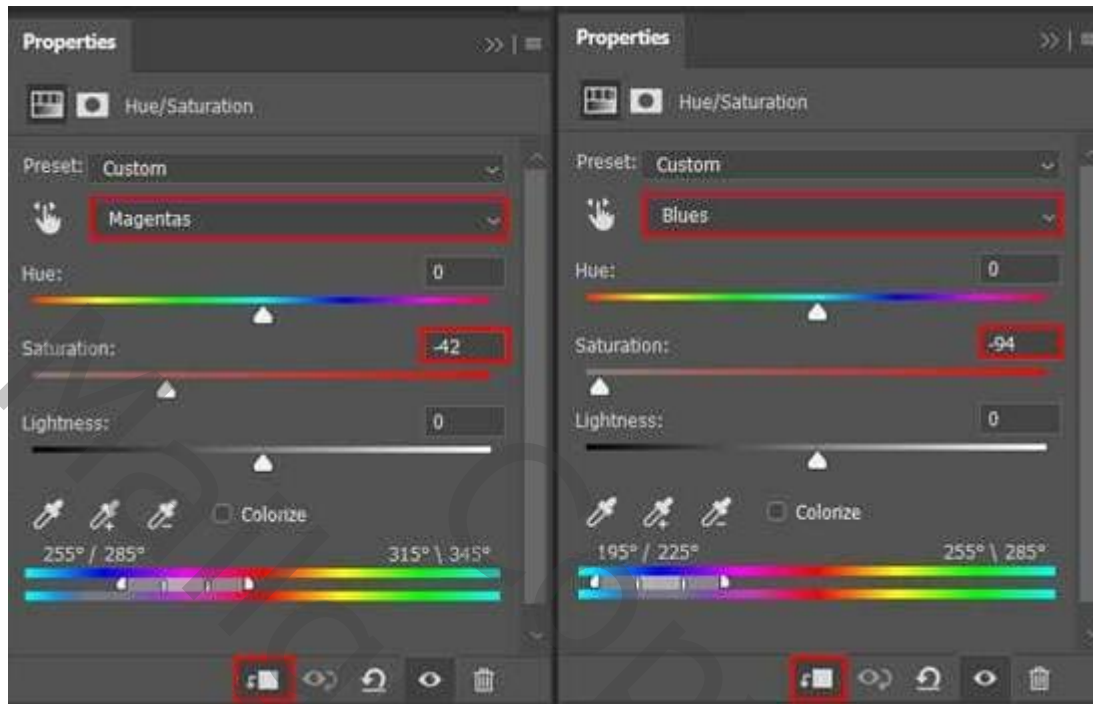 Properties
Hue/Saturation
Preset: Custom
Magentas
Hue: 0
Saturation: -42
Lightness: 0
Colorize
255° / 285° 315° \ 345°
Properties
Hue/Saturation
Preset: Custom
Blues
Hue: 0
Saturation: -94
Lightness: 0
Colorize
195° / 225° 255° \ 285°